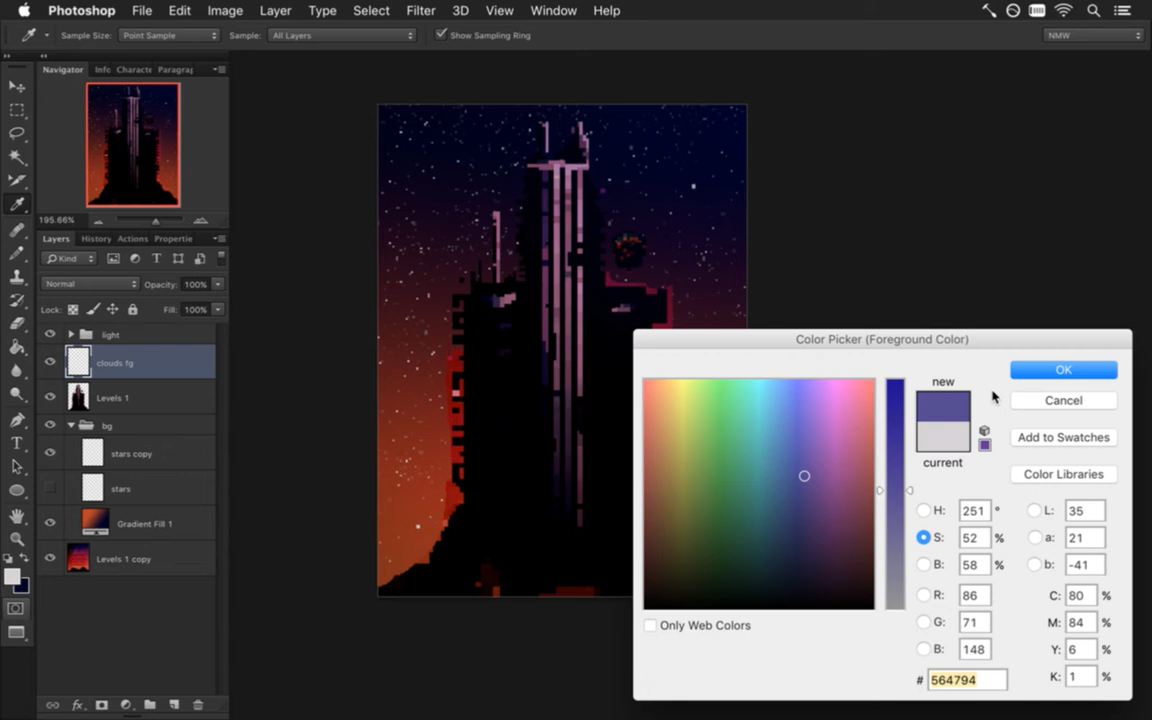 Photoshop File Edit Image Layer Type Select Filter 3D View Window Help
Sample Size: Point Sample Sample: All Layers Show Sampling Ring NMW
Navigator Info Characte Paragrap
195.66%
Layers History Actions Propertie
Kind
Normal Opacity: 100%
Lock: Fill: 100%
light
clouds fg
Levels 1
bg
stars copy
stars
Gradient Fill 1
Levels 1 copy
Color Picker (Foreground Color)
new
current
OK
Cancel
Add to Swatches
Color Libraries
H: 251 ° L: 35
S: 52 % a: 21
B: 58 % b: -41
R: 86 C: 80 %
G: 71 M: 84 %
B: 148 Y: 6 %
# 564794 K: 1 %
Only Web Colors